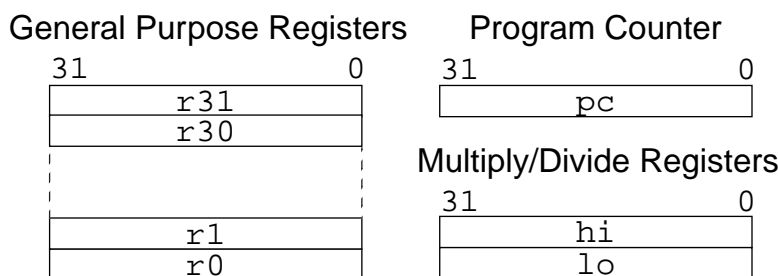 General Purpose Registers
31 0
r31
r30
r1
r0
Program Counter
31 0
pc
Multiply/Divide Registers
31 0
hi
lo